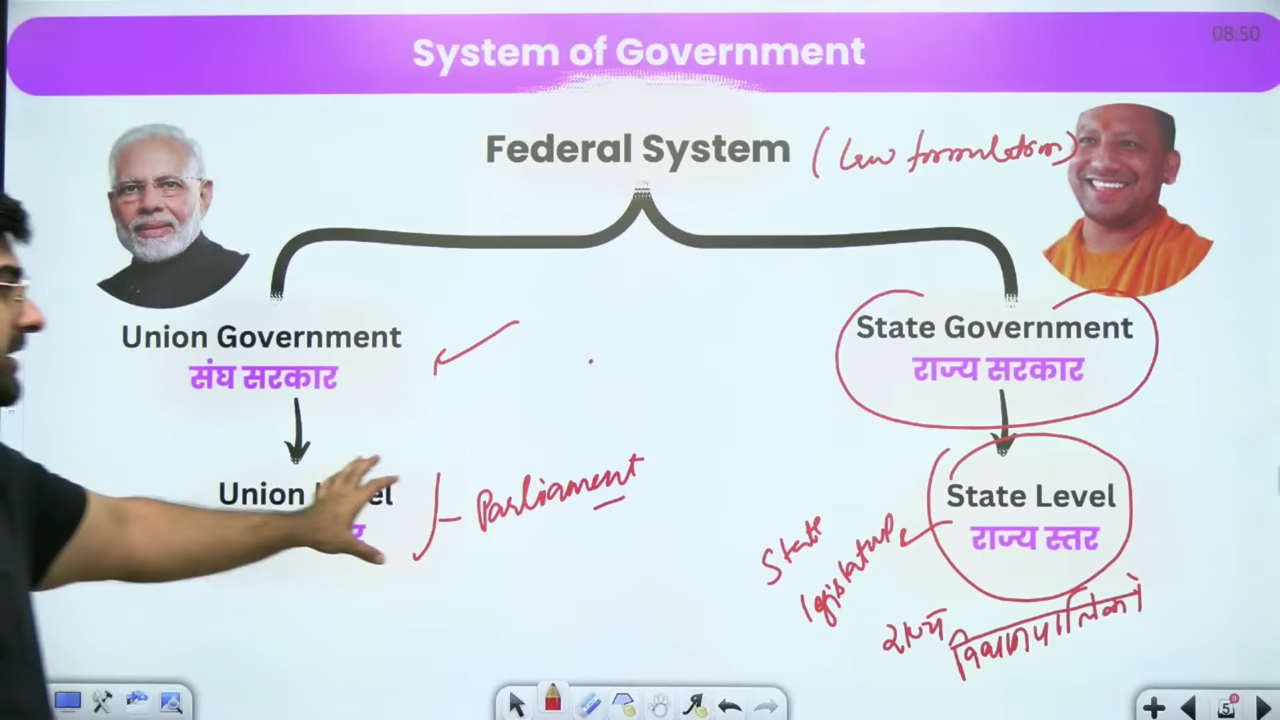 System of Government
08:50
Federal System (Law formulation)
Union Government
संघ सरकार
State Government
राज्य सरकार
Union
Parliament
State Level
राज्य स्तर
State
legislature
राज्य
5